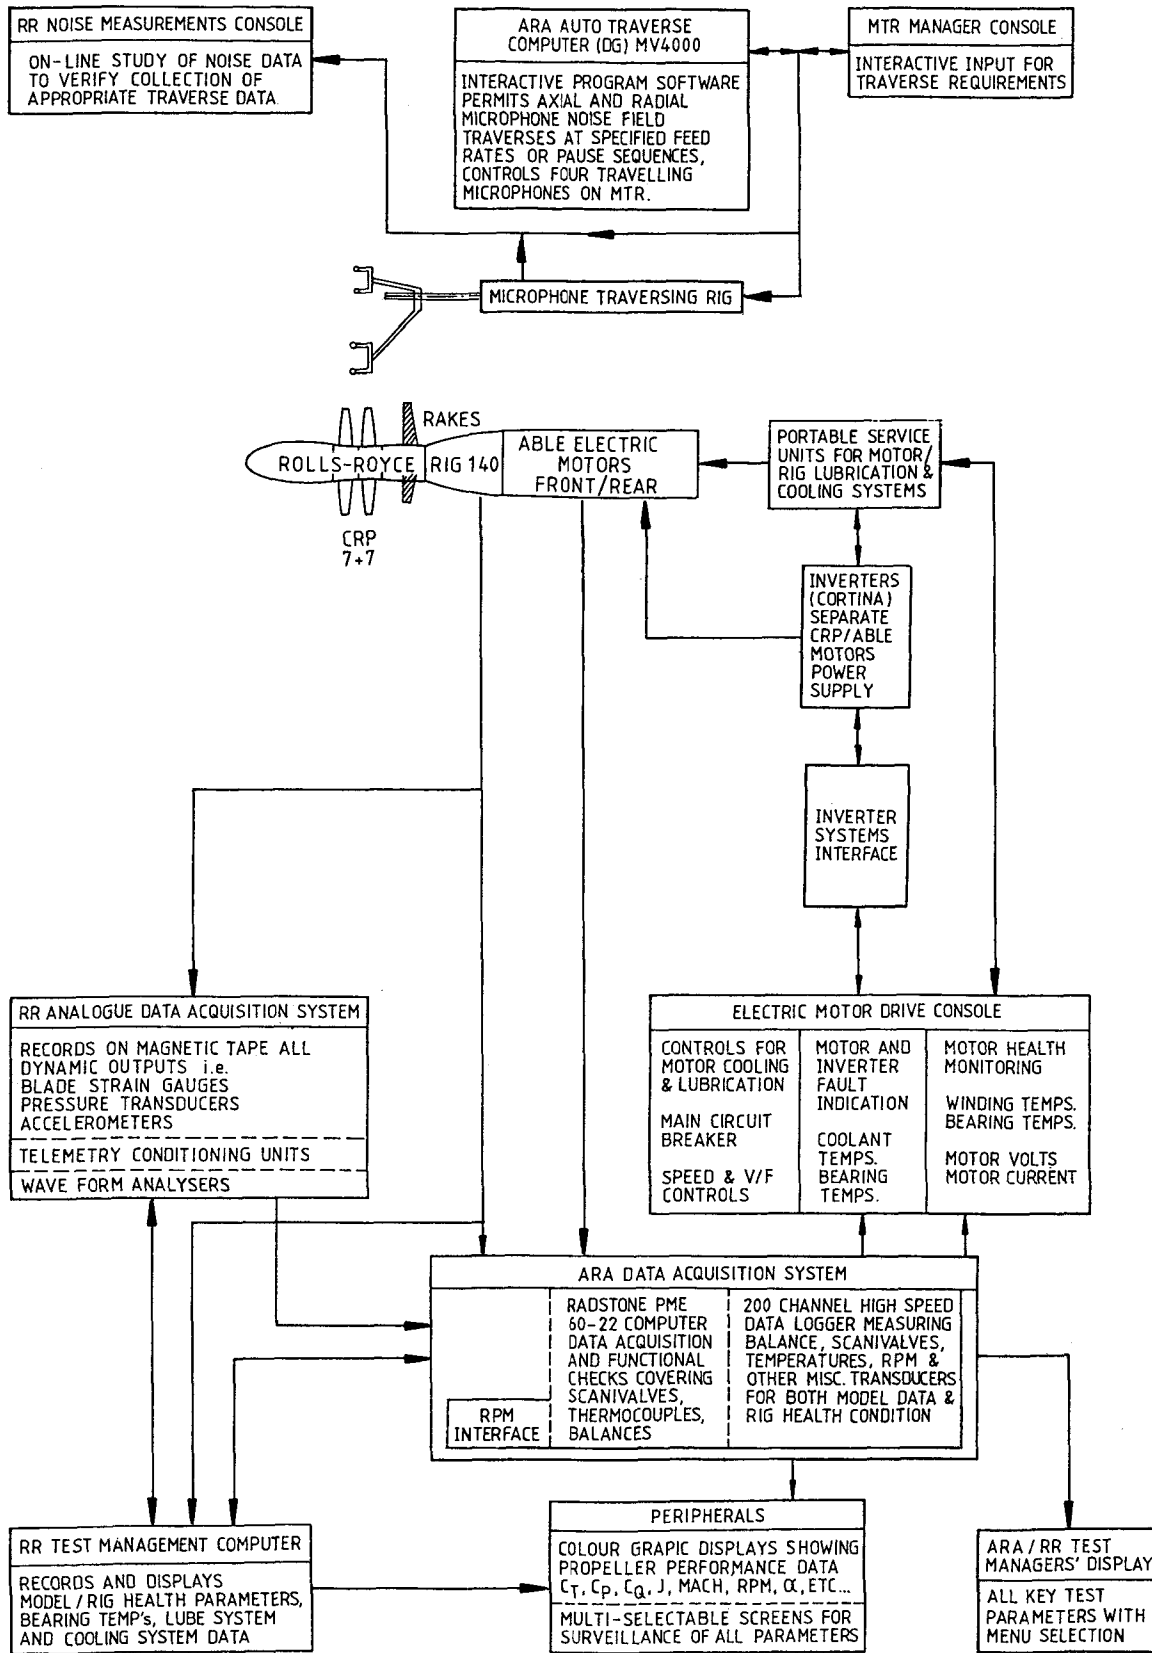 RR NOISE MEASUREMENTS CONSOLE
ON-LINE STUDY OF NOISE DATA
TO VERIFY COLLECTION OF
APPROPRIATE TRAVERSE DATA.
ARA AUTO TRAVERSE
COMPUTER (DG) MV4000
INTERACTIVE PROGRAM SOFTWARE
PERMITS AXIAL AND RADIAL
MICROPHONE NOISE FIELD
TRAVERSES AT SPECIFIED FEED
RATES OR PAUSE SEQUENCES,
CONTROLS FOUR TRAVELLING
MICROPHONES ON MTR.
MTR MANAGER CONSOLE
INTERACTIVE INPUT FOR
TRAVERSE REQUIREMENTS
MICROPHONE TRAVERSING RIG
RAKES
ROLLS-ROYCE RIG 140
CRP
7+7
ABLE ELECTRIC
MOTORS
FRONT/REAR
PORTABLE SERVICE
UNITS FOR MOTOR/
RIG LUBRICATION &
COOLING SYSTEMS
INVERTERS
(CORTINA)
SEPARATE
CRP/ABLE
MOTORS
POWER
SUPPLY
INVERTER
SYSTEMS
INTERFACE
RR ANALOGUE DATA ACQUISITION SYSTEM
RECORDS ON MAGNETIC TAPE ALL
DYNAMIC OUTPUTS i.e.
BLADE STRAIN GAUGES
PRESSURE TRANSDUCERS
ACCELEROMETERS
TELEMETRY CONDITIONING UNITS
WAVE FORM ANALYSERS
ELECTRIC MOTOR DRIVE CONSOLE
CONTROLS FOR
MOTOR COOLING
& LUBRICATION
MAIN CIRCUIT
BREAKER
SPEED & V/F
CONTROLS
MOTOR AND
INVERTER
FAULT
INDICATION
COOLANT
TEMPS.
BEARING
TEMPS.
MOTOR HEALTH
MONITORING
WINDING TEMPS.
BEARING TEMPS.
MOTOR VOLTS
MOTOR CURRENT
ARA DATA ACQUISITION SYSTEM
RPM
INTERFACE
RADSTONE PME
60-22 COMPUTER
DATA ACQUISITION
AND FUNCTIONAL
CHECKS COVERING
SCANIVALVES,
THERMOCOUPLES,
BALANCES
200 CHANNEL HIGH SPEED
DATA LOGGER MEASURING
BALANCE, SCANIVALVES,
TEMPERATURES, RPM &
OTHER MISC. TRANSDUCERS
FOR BOTH MODEL DATA &
RIG HEALTH CONDITION
RR TEST MANAGEMENT COMPUTER
RECORDS AND DISPLAYS
MODEL/RIG HEALTH PARAMETERS,
BEARING TEMP's, LUBE SYSTEM
AND COOLING SYSTEM DATA
PERIPHERALS
COLOUR GRAPIC DISPLAYS SHOWING
PROPELLER PERFORMANCE DATA
CT, CP, CQ, J, MACH, RPM, α, ETC...
MULTI-SELECTABLE SCREENS FOR
SURVEILLANCE OF ALL PARAMETERS
ARA/RR TEST
MANAGERS' DISPLAY
ALL KEY TEST
PARAMETERS WITH
MENU SELECTION